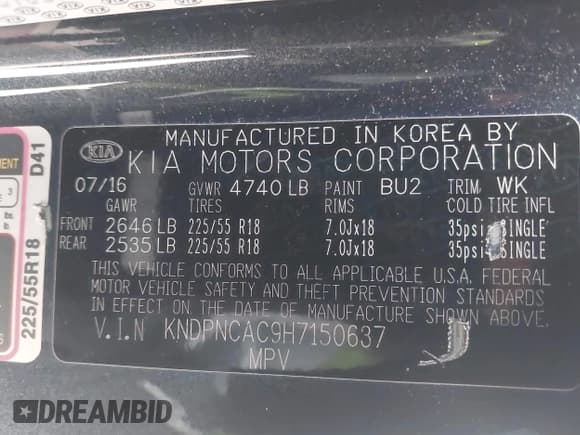 KIA
MANUFACTURED IN KOREA BY
KIA MOTORS CORPORATION
07/16 GVWR 4740 LB PAINT BU2 TRIM WK
GAWR TIRES RIMS COLD TIRE INFL
FRONT 2646 LB 225/55 R18 7.0Jx18 35psi SINGLE
REAR 2535 LB 225/55 R18 7.0Jx18 35psi SINGLE
THIS VEHICLE CONFORMS TO ALL APPLICABLE U.S.A. FEDERAL
MOTOR VEHICLE SAFETY AND THEFT PREVENTION STANDARDS
IN EFFECT ON THE DATE OF MANUFACTURE SHOWN ABOVE.
V.I.N KNDPNCAC9H7150637
MPV
D41
225/55R18
DREAMBID